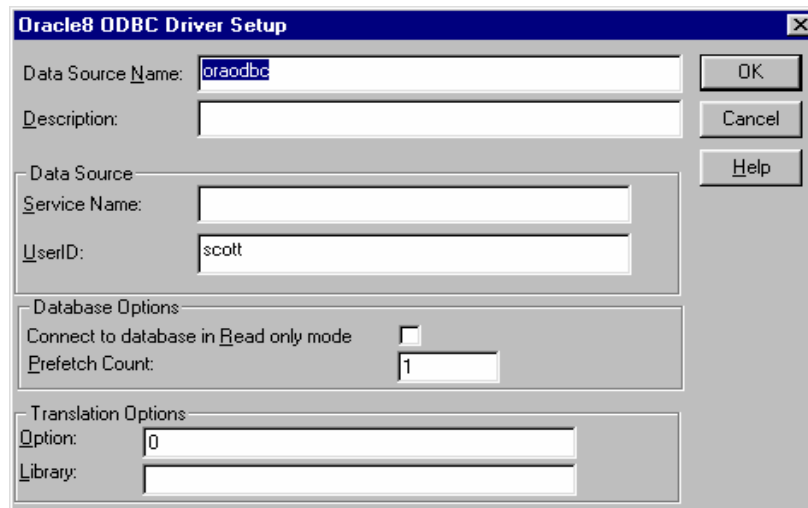 Oracle8 ODBC Driver Setup
Data Source Name: oraodbc
OK
Description:
Cancel
Help
Data Source
Service Name:
UserID: scott
Database Options
Connect to database in Read only mode
Prefetch Count: 1
Translation Options
Option: 0
Library: